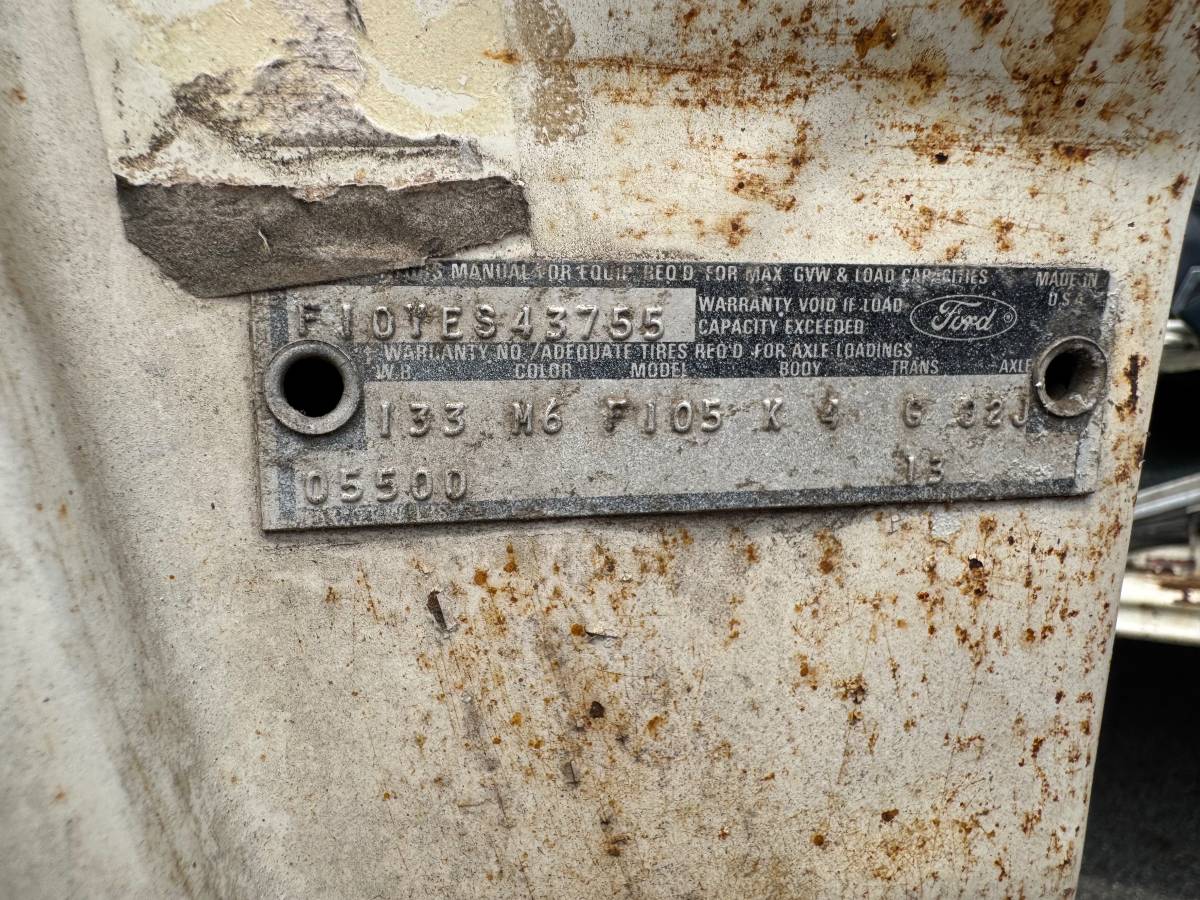 MANUAL FOR EQUIP. REQ'D FOR MAX GVW & LOAD CAPACITIES
MADE IN
U.S.A.
F10YES43755
WARRANTY VOID IF LOAD
CAPACITY EXCEEDED
Ford
WARRANTY NO./ADEQUATE TIRES REQ'D FOR AXLE LOADINGS
W.B. COLOR MODEL BODY TRANS AXLE
133 M6 F105 X 4 G 02J
05500 13